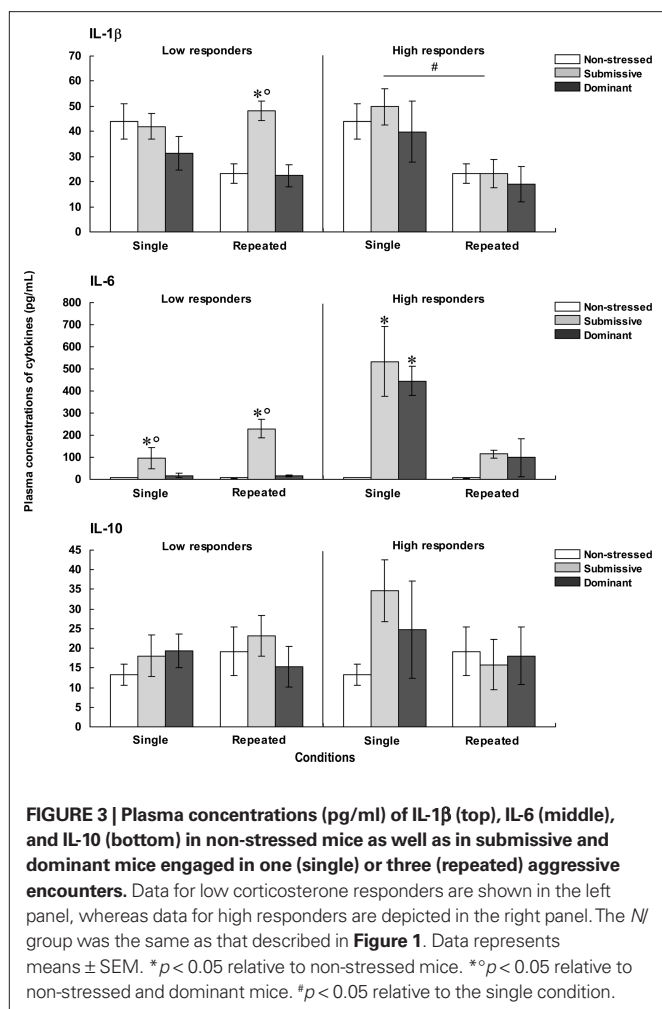 IL-1β
Low responders
High responders
Non-stressed
Submissive
Dominant
70
60
50
40
30
20
10
0
*°
#
Single
Repeated
Single
Repeated
IL-6
Low responders
High responders
Non-stressed
Submissive
Dominant
800
700
600
500
400
300
200
100
0
*°
*°
*
*
Single
Repeated
Single
Repeated
Plasma concentrations of cytokines (pg/mL)
IL-10
Low responders
High responders
Non-stressed
Submissive
Dominant
45
40
35
30
25
20
15
10
5
0
Single
Repeated
Single
Repeated
Conditions
FIGURE 3 | Plasma concentrations (pg/ml) of IL-1β (top), IL-6 (middle),
and IL-10 (bottom) in non-stressed mice as well as in submissive and
dominant mice engaged in one (single) or three (repeated) aggressive
encounters. Data for low corticosterone responders are shown in the left
panel, whereas data for high responders are depicted in the right panel. The N/
group was the same as that described in Figure 1. Data represents
means ± SEM. *p < 0.05 relative to non-stressed mice. *°p < 0.05 relative to
non-stressed and dominant mice. #p < 0.05 relative to the single condition.